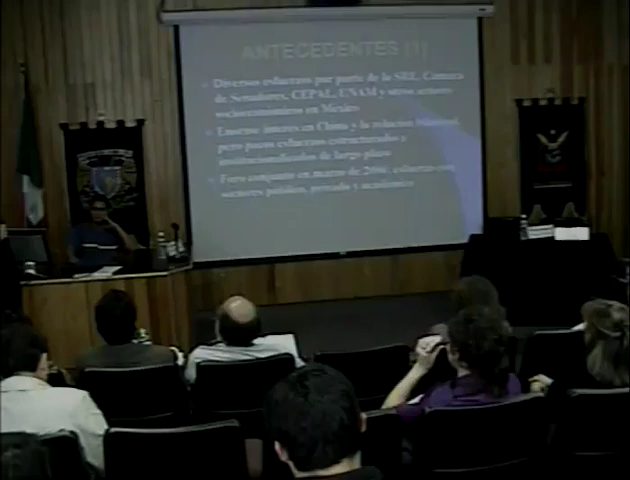 ANTECEDENTES (1)
Diversos esfuerzos por parte de la SRE, Cámara
de Senadores, CEPAL, UNAM y otros actores
socioeconómicos en México
Enorme interés en China y la relación bilateral,
pero pocos esfuerzos estructurados e
institucionalizados de largo plazo
Foro conjunto en marzo de 2006, esfuerzo con
sectores público, privado y académico